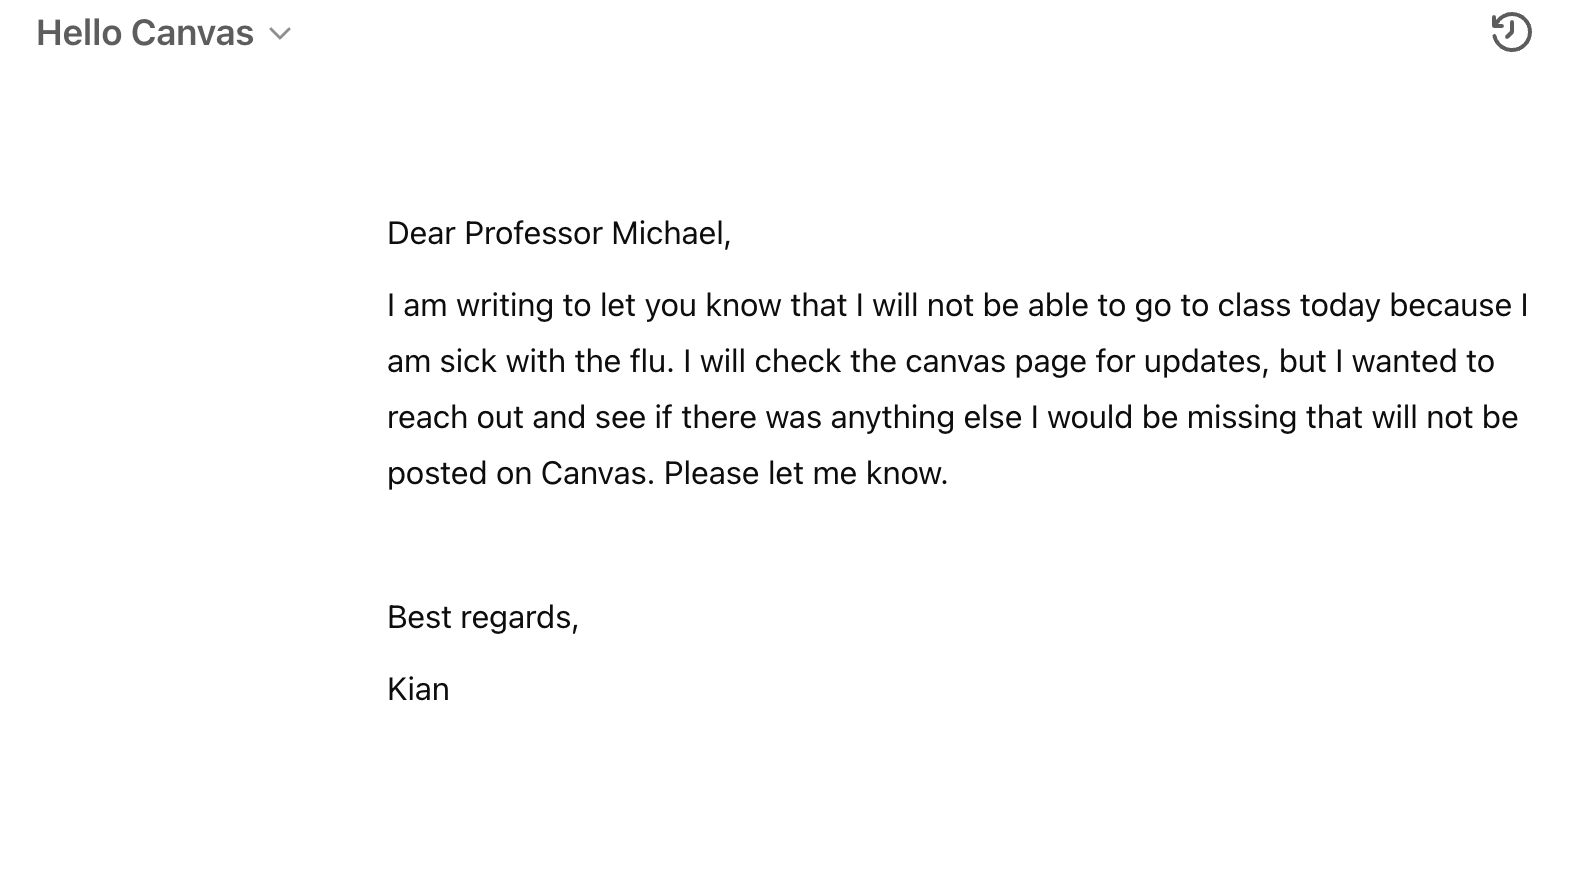 Hello Canvas
Dear Professor Michael,
I am writing to let you know that I will not be able to go to class today because I
am sick with the flu. I will check the canvas page for updates, but I wanted to
reach out and see if there was anything else I would be missing that will not be
posted on Canvas. Please let me know.
Best regards,
Kian